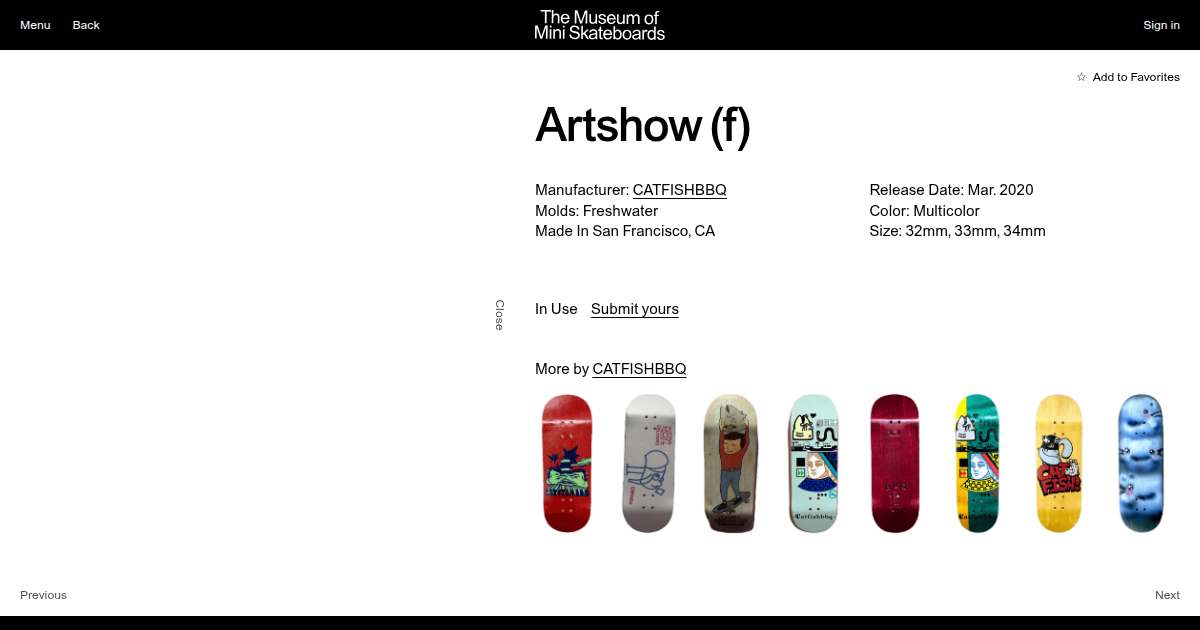 Menu
Back
The Museum of
Mini Skateboards
Sign in
☆ Add to Favorites
Artshow (f)
Manufacturer: CATFISHBBQ
Molds: Freshwater
Made In San Francisco, CA
Release Date: Mar. 2020
Color: Multicolor
Size: 32mm, 33mm, 34mm
Close
In Use Submit yours
More by CATFISHBBQ
Previous
Next